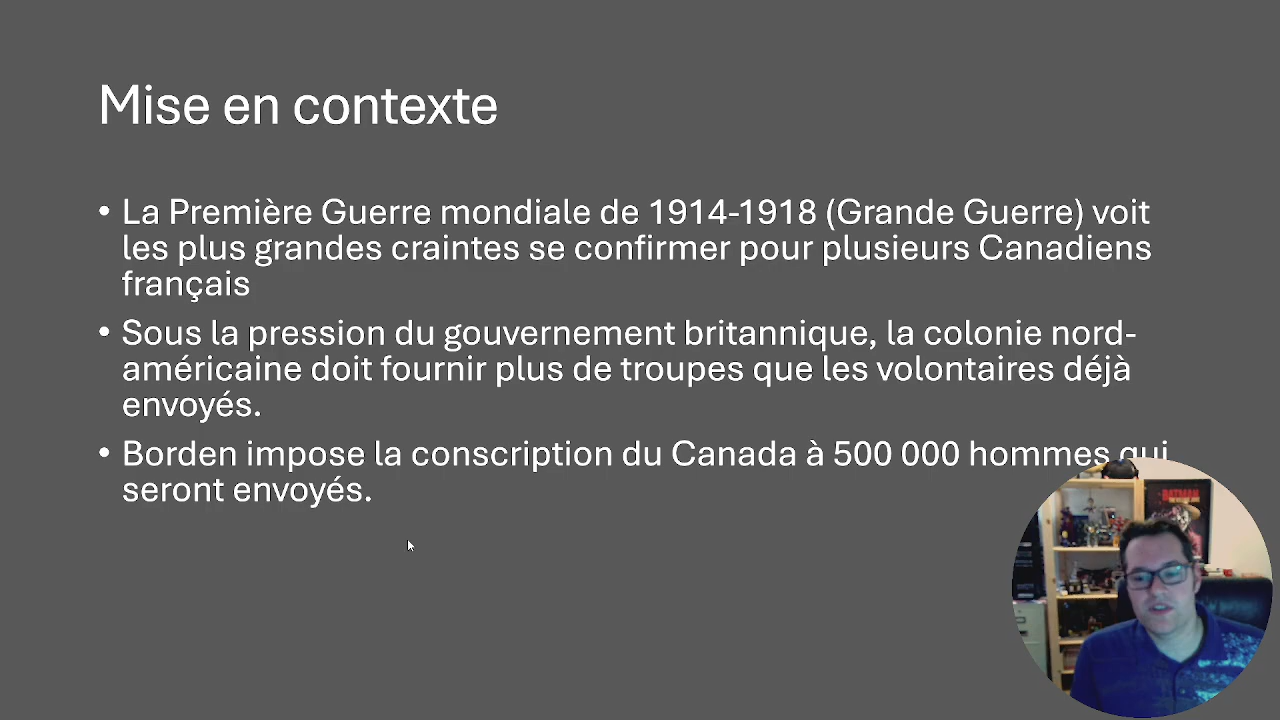 Mise en contexte
• La Première Guerre mondiale de 1914-1918 (Grande Guerre) voit
les plus grandes craintes se confirmer pour plusieurs Canadiens
français
• Sous la pression du gouvernement britannique, la colonie nord-
américaine doit fournir plus de troupes que les volontaires déjà
envoyés.
• Borden impose la conscription du Canada à 500 000 hommes qui
seront envoyés.
BATMAN